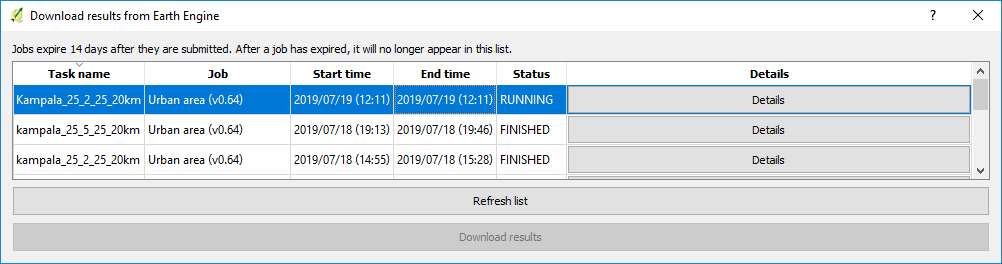 Download results from Earth Engine
Jobs expire 14 days after they are submitted. After a job has expired, it will no longer appear in this list.
Task name Job Start time End time Status Details
Kampala_25_2_25_20km Urban area (v0.64) 2019/07/19 (12:11) 2019/07/19 (12:11) RUNNING Details
kampala_25_5_25_20km Urban area (v0.64) 2019/07/18 (19:13) 2019/07/18 (19:46) FINISHED Details
kampala_25_2_25_20km Urban area (v0.64) 2019/07/18 (14:55) 2019/07/18 (15:28) FINISHED Details
Refresh list
Download results